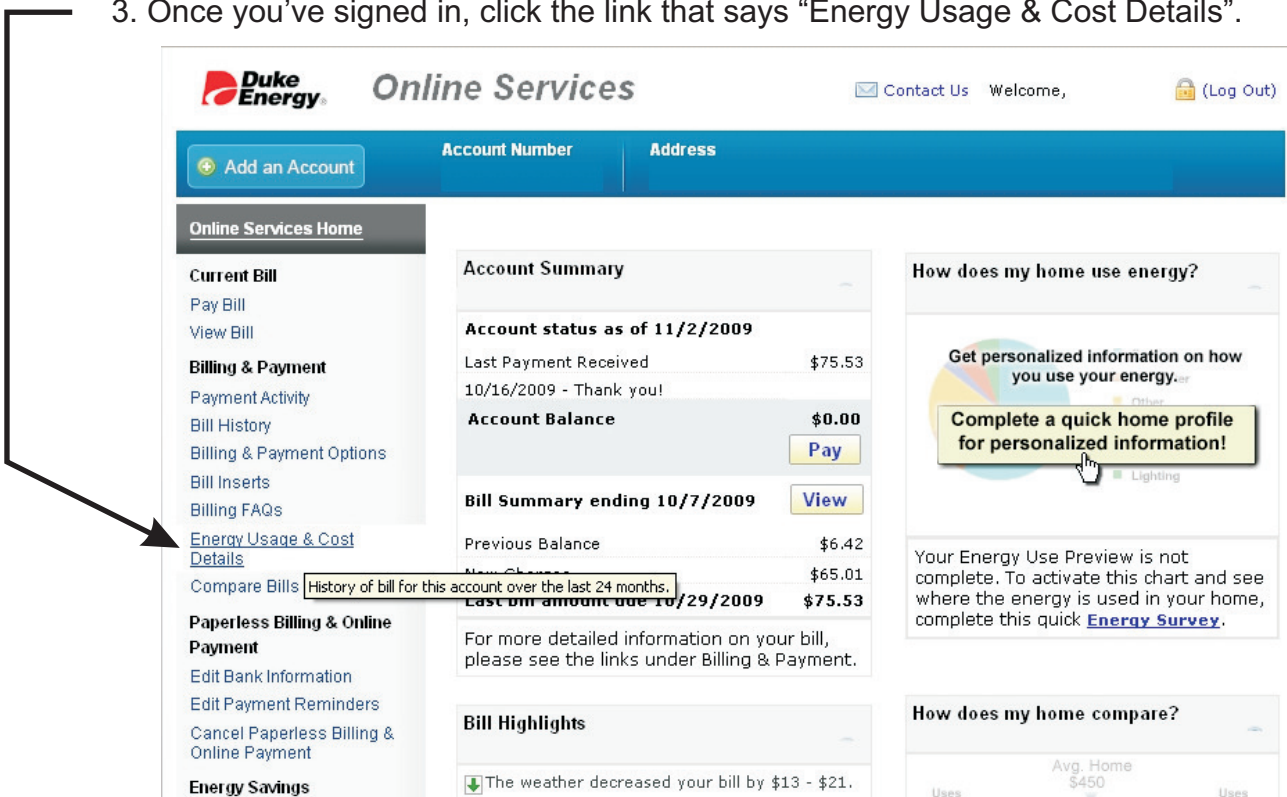 3. Once you’ve signed in, click the link that says “Energy Usage & Cost Details”.
Duke
Energy®
Online Services
Contact Us Welcome, (Log Out)
Add an Account
Account Number
Address
Online Services Home
Current Bill
Pay Bill
View Bill
Billing & Payment
Payment Activity
Bill History
Billing & Payment Options
Bill Inserts
Billing FAQs
Energy Usage & Cost
Details
Compare Bills
History of bill for this account over the last 24 months.
Paperless Billing & Online
Payment
Edit Bank Information
Edit Payment Reminders
Cancel Paperless Billing &
Online Payment
Energy Savings
Account Summary
Account status as of 11/2/2009
Last Payment Received $75.53
10/16/2009 - Thank you!
Account Balance $0.00
Pay
Bill Summary ending 10/7/2009 View
Previous Balance $6.42
New Charges $65.01
Last bill amount due 10/29/2009 $75.53
For more detailed information on your bill,
please see the links under Billing & Payment.
Bill Highlights
The weather decreased your bill by $13 - $21.
How does my home use energy?
Get personalized information on how
you use your energy.
Other
Complete a quick home profile
for personalized information!
Lighting
Your Energy Use Preview is not
complete. To activate this chart and see
where the energy is used in your home,
complete this quick Energy Survey.
How does my home compare?
Avg. Home
$450
Uses Uses